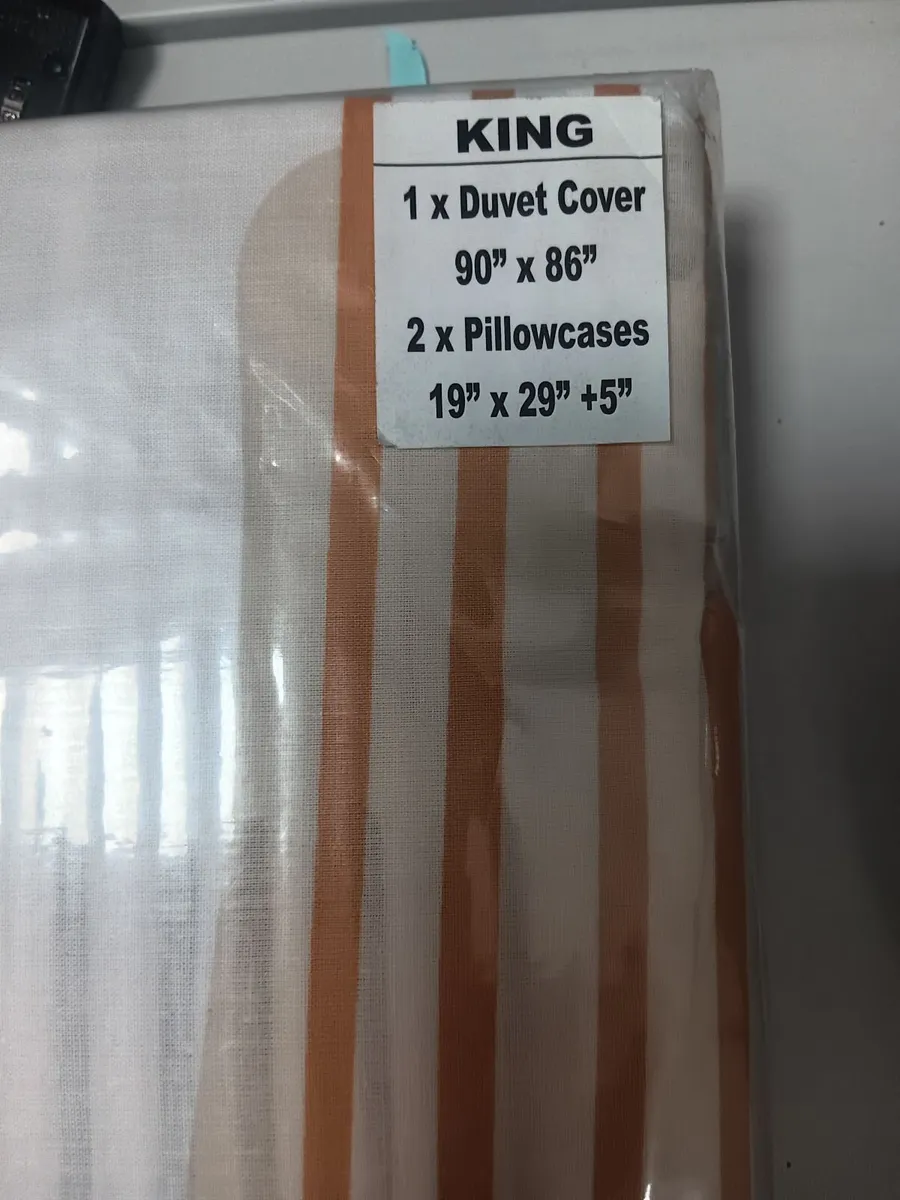 KING
1 x Duvet Cover
90” x 86”
2 x Pillowcases
19” x 29” +5”